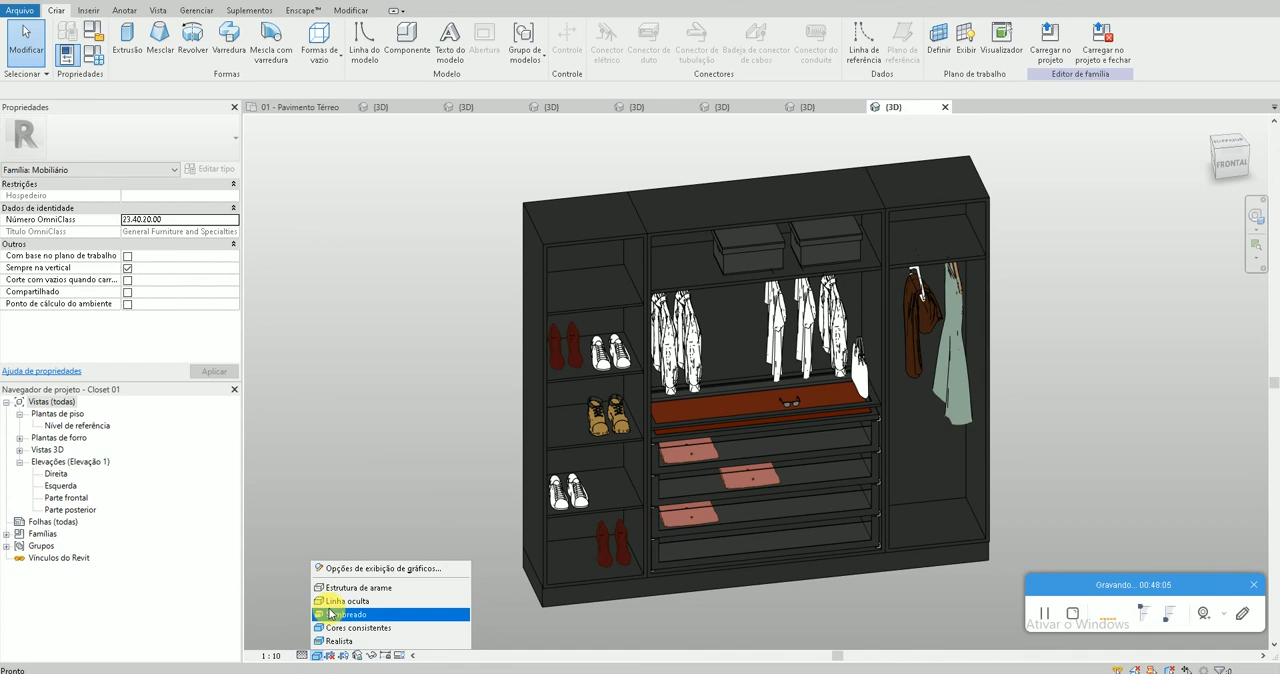 Arquivo Criar Inserir Anotar Vista Gerenciar Suplementos Enscape™ Modificar
Modificar Extrusão Mesclar Revolver Varredura Mescla com varredura Formas de vazio Linha do modelo Componente Texto do modelo Abertura Grupo de modelos Controle Conector elétrico Conector de duto Conector de tubulação Badeja de conector de cabos Conector do conduite Linha de referência Plano de referência Definir Exibir Visualizador Carregar no projeto Carregar no projeto e fechar
Selecionar Propriedades Formas Modelo Controle Conectores Dados Plano de trabalho Editor de família
Propriedades
01 - Pavimento Térreo {3D} {3D} {3D} {3D} {3D} {3D} {3D}
R
Família: Mobiliário Editar tipo
Restrições
Hospedeiro
Dados de identidade
Número OmniClass 23.40.20.00
Título OmniClass General Furniture and Specialties
Outros
Com base no plano de trabalho
Sempre na vertical
Corte com vazios quando carr...
Compartilhado
Ponto de cálculo do ambiente
Ajuda de propriedades Aplicar
Navegador de projeto - Closet 01
Vistas (todas)
Plantas de piso
Nível de referência
Plantas de forro
Vistas 3D
Elevações (Elevação 1)
Direita
Esquerda
Parte frontal
Parte posterior
Folhas (todas)
Famílias
Grupos
Vínculos do Revit
FRONTAL
Opções de exibição de gráficos...
Estrutura de arame
Linha oculta
Cores consistentes
Realista
1 : 10
Gravando... 00:48:05
Ativar o Windows
Pronto
:0